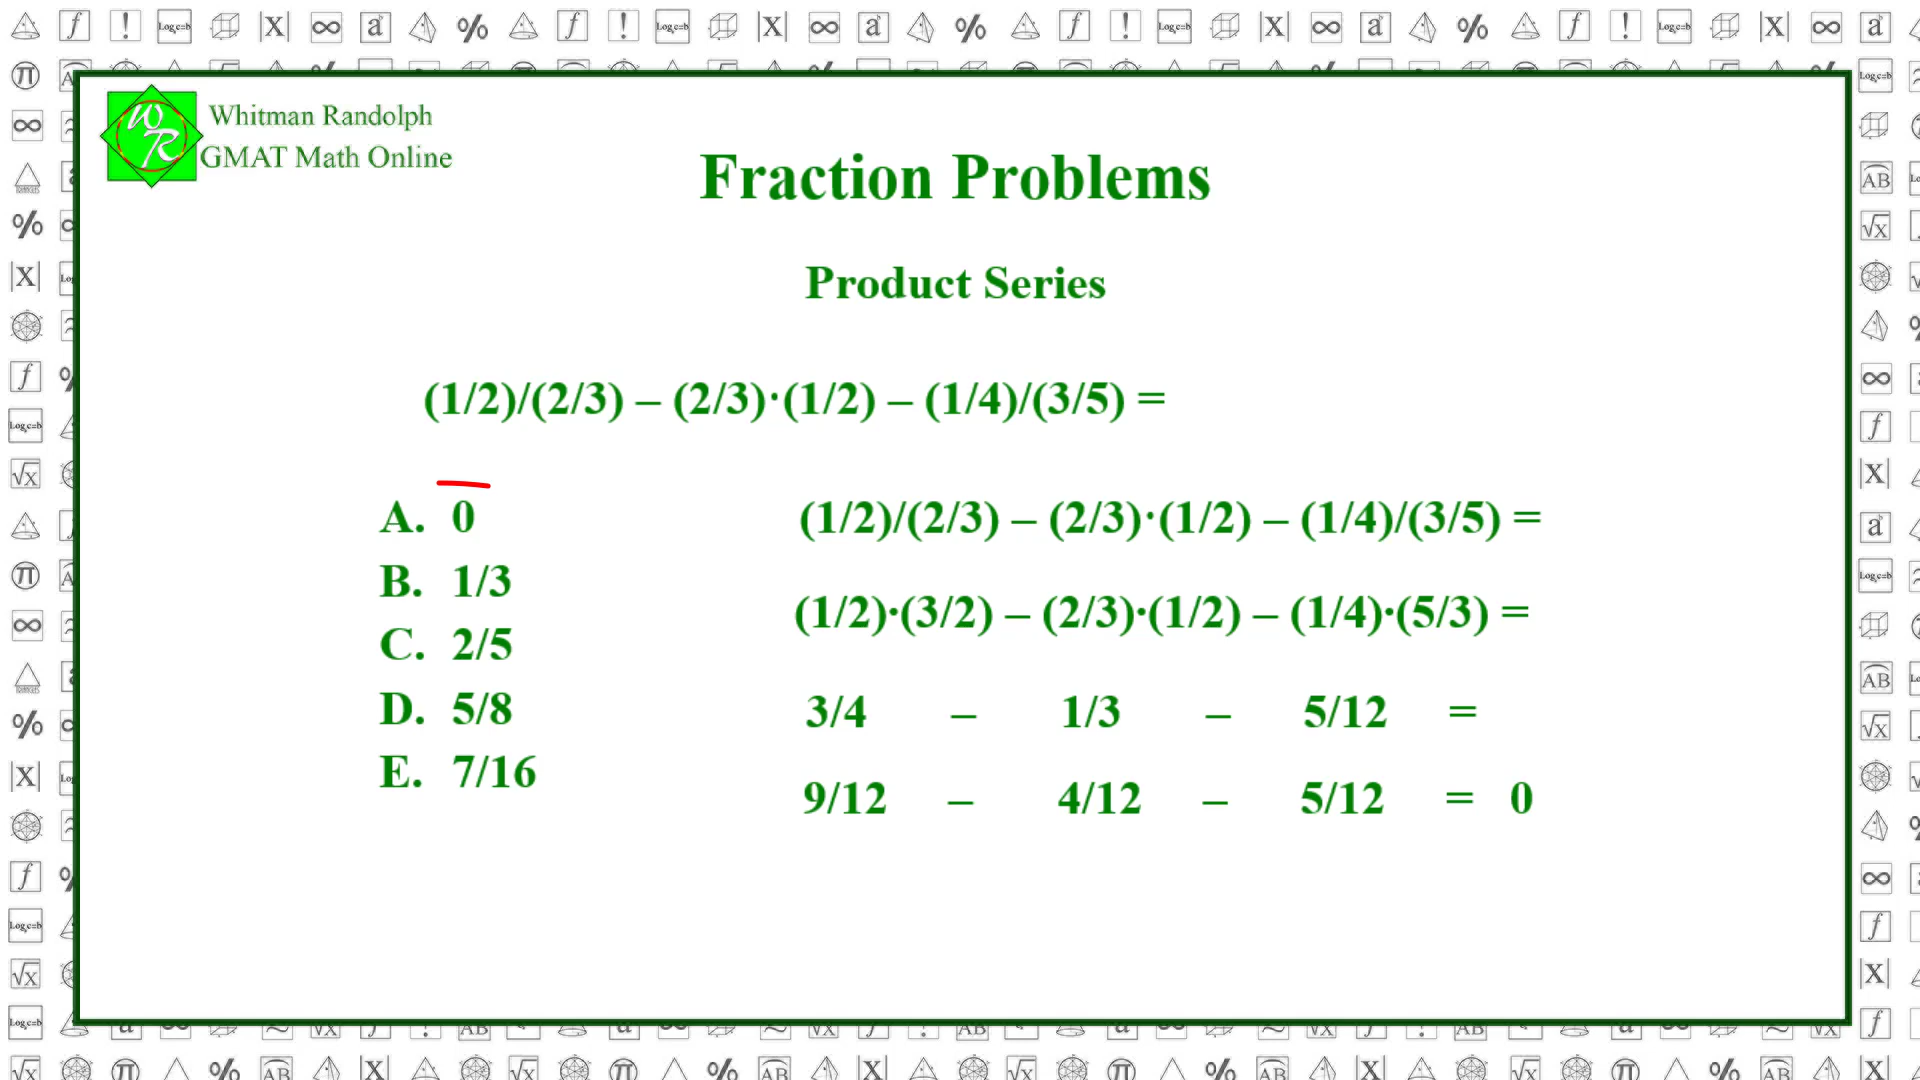 Whitman Randolph
GMAT Math Online
Fraction Problems
Product Series
(1/2)/(2/3) – (2/3)·(1/2) – (1/4)/(3/5) =
A. 0
B. 1/3
C. 2/5
D. 5/8
E. 7/16
(1/2)/(2/3) – (2/3)·(1/2) – (1/4)/(3/5) =
(1/2)·(3/2) – (2/3)·(1/2) – (1/4)·(5/3) =
3/4 – 1/3 – 5/12 =
9/12 – 4/12 – 5/12 = 0